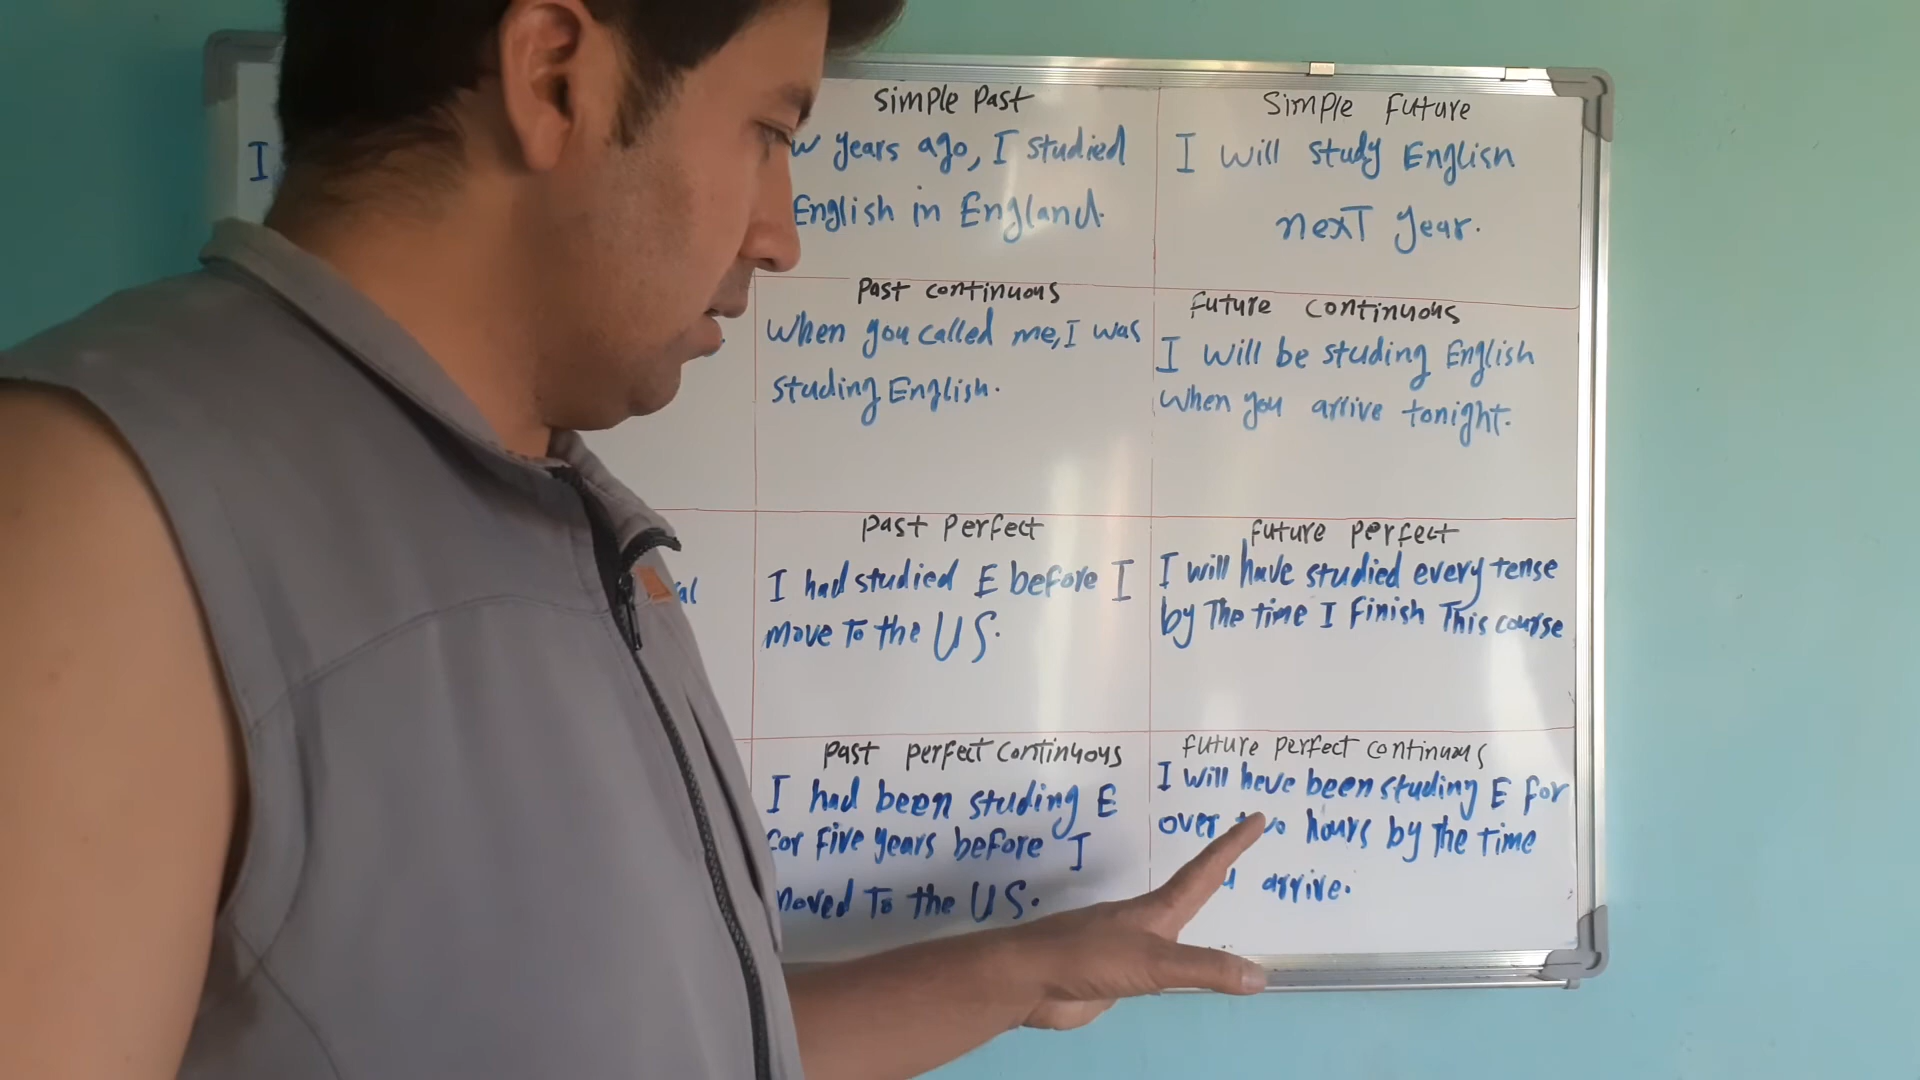 I
simple Past
years ago, I studied
English in England.
Simple Future
I will study English
nexT year.
Past continuous
When you called me, I was
studing English.
Future continuous
I will be studing English
When you arrive tonight.
al
past perfect
I had studied E before I
move To the US.
future perfect
I will have studied every tense
by The time I Finish This course
past perfect continuous
I had been studing E
for five years before I
moved To the US.
future perfect continuous
I will heve been studing E for
over two hours by The time
arrive.